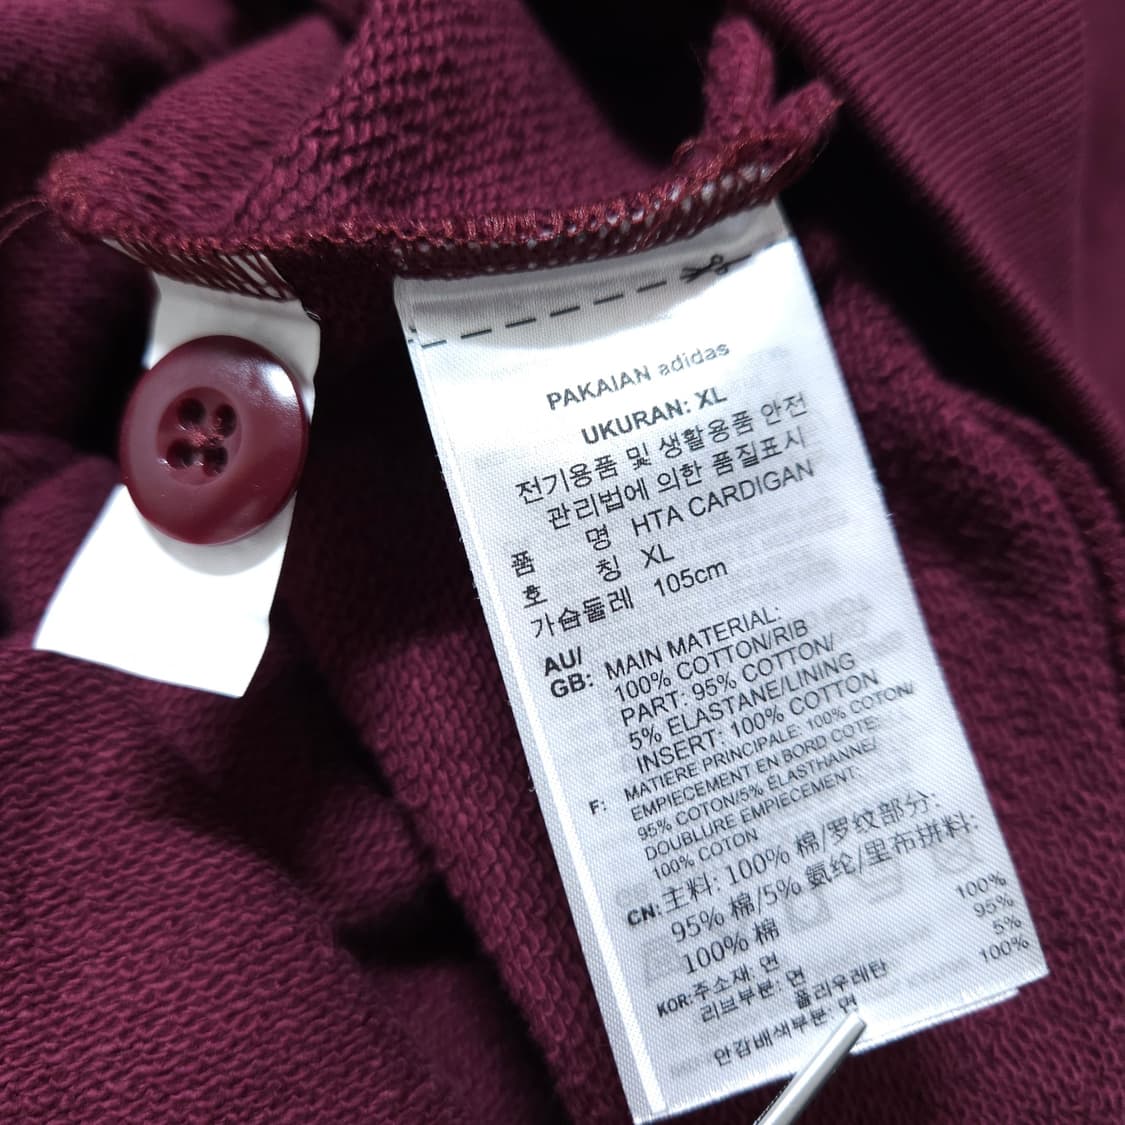 PAKAIAN adidas
UKURAN: XL
전기용품 및 생활용품 안전
관리법에 의한 품질표시
품 명 HTA CARDIGAN
호 칭 XL
가슴둘레 105cm
AU/
GB: MAIN MATERIAL:
100% COTTON/RIB
PART: 95% COTTON/
5% ELASTANE/LINING
INSERT: 100% COTTON
F: MATIERE PRINCIPALE: 100% COTON/
EMPIECEMENT EN BORD COTE:
95% COTON/5% ELASTHANNE/
DOUBLURE EMPIECEMENT:
100% COTON
CN: 主料: 100% 棉/罗纹部分:
95% 棉/5% 氨纶/里布拼料:
100% 棉
KOR: 주소재: 면 100%
리브부분: 면 95%
폴리우레탄 5%
안감배색부분: 면 100%